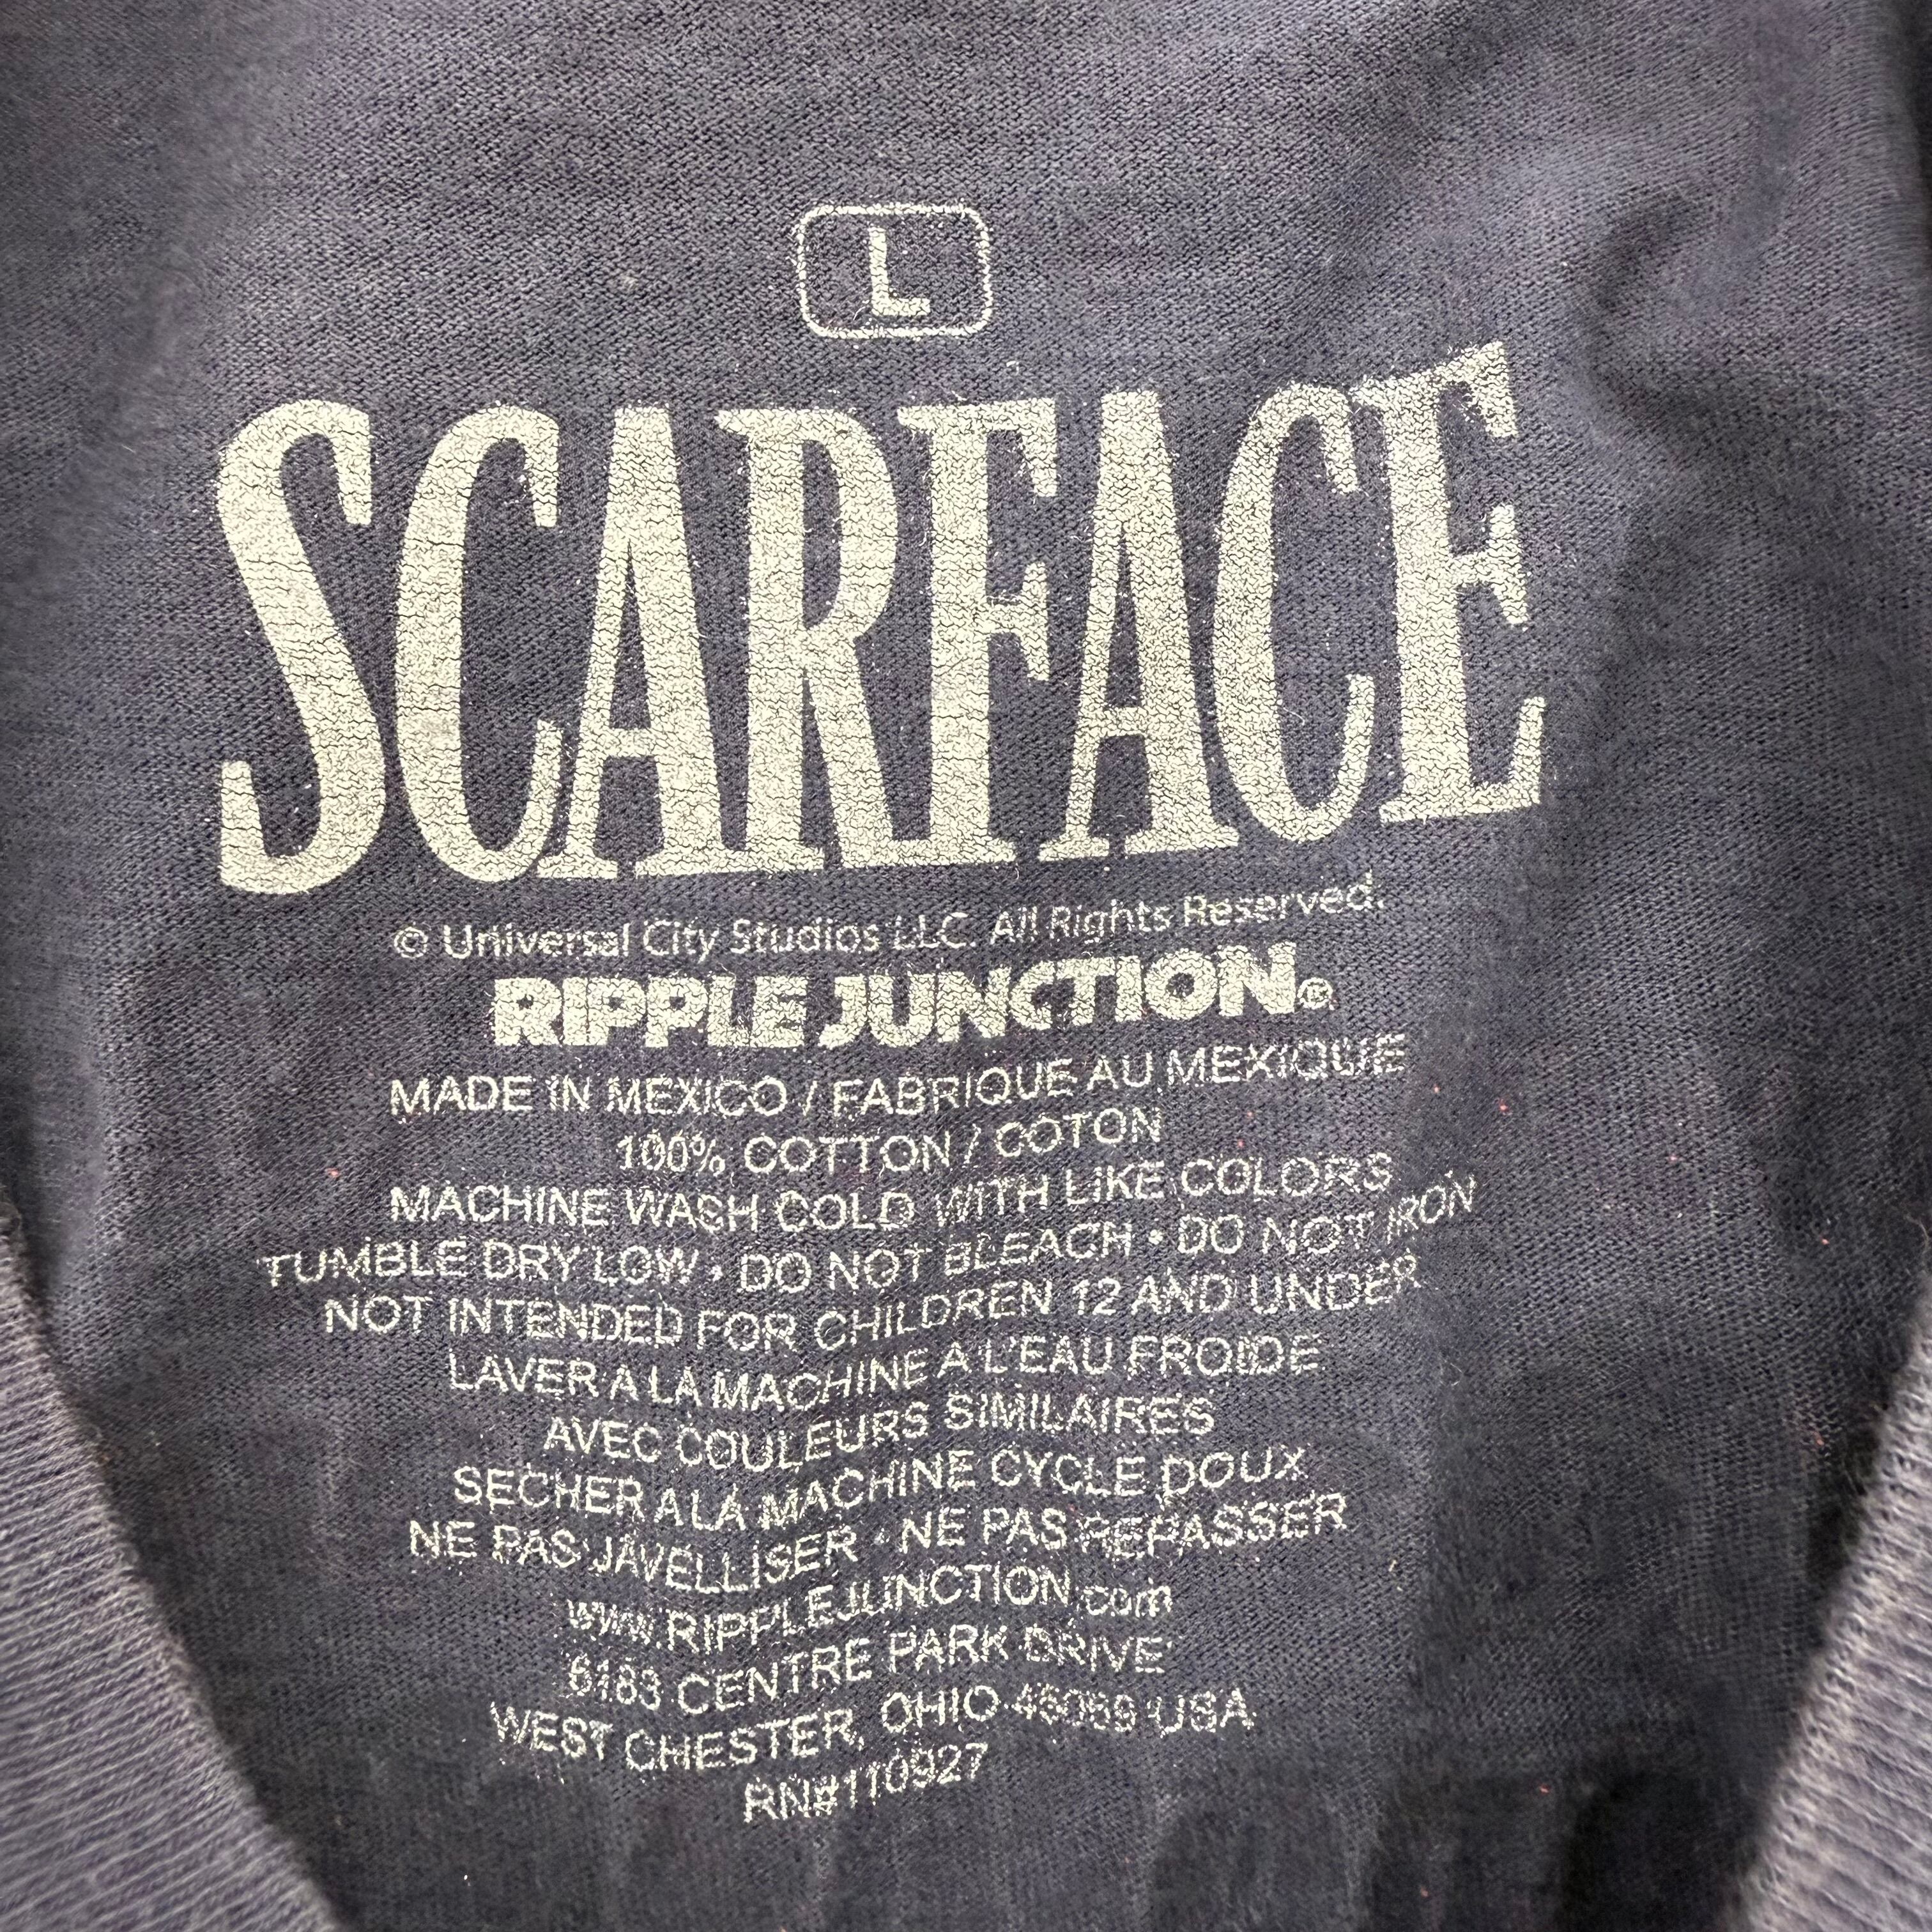 L
SCARFACE
© Universal City Studios LLC. All Rights Reserved.
RIPPLE JUNCTION®
MADE IN MEXICO / FABRIQUE AU MEXIQUE
100% COTTON / COTON
MACHINE WASH COLD WITH LIKE COLORS
TUMBLE DRY LOW • DO NOT BLEACH • DO NOT IRON
NOT INTENDED FOR CHILDREN 12 AND UNDER
LAVER A LA MACHINE A L'EAU FROIDE
AVEC COULEURS SIMILAIRES
SECHER A LA MACHINE CYCLE DOUX
NE PAS JAVELLISER • NE PAS REPASSER
www.RIPPLEJUNCTION.com
6183 CENTRE PARK DRIVE
WEST CHESTER, OHIO 45069 USA
RN#110927